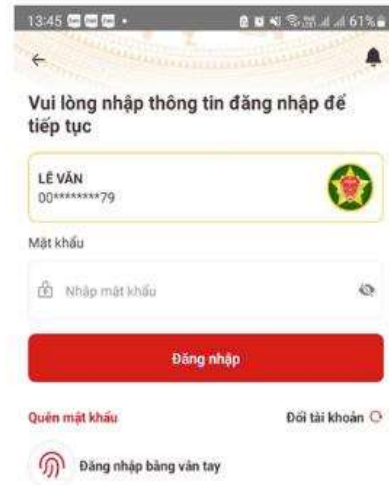 13:45 61%
Vui lòng nhập thông tin đăng nhập để
tiếp tục
LÊ VĂN
00********79
Mật khẩu
Nhập mật khẩu
Đăng nhập
Quên mật khẩu Đổi tài khoản
Đăng nhập bằng vân tay